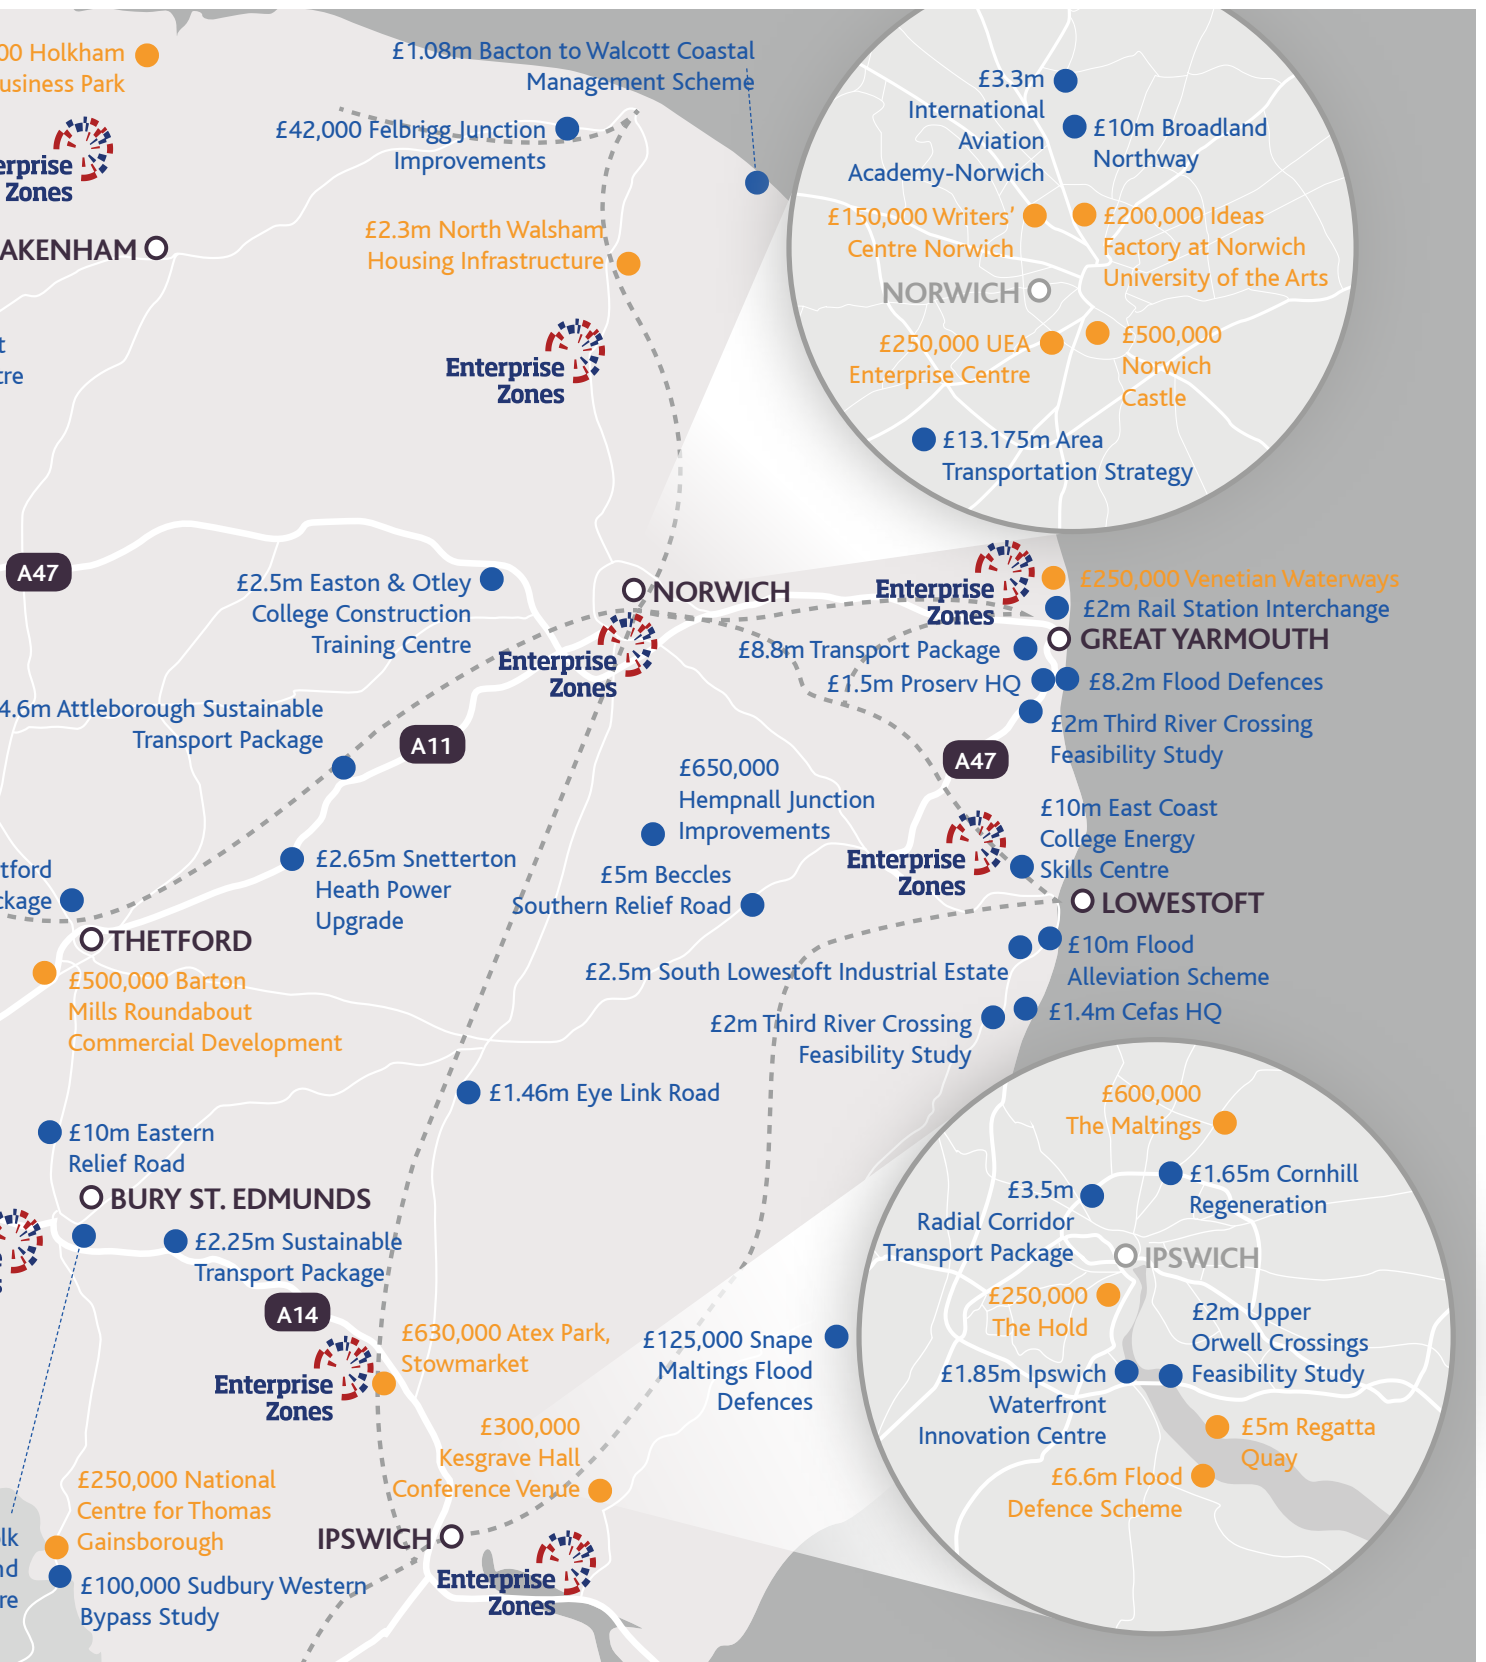 £1.08m Bacton to Walcott Coastal
Management Scheme
Holkham
Park
£42,000 Felbrigg Junction
Improvements
Zones
£2.3m North Walsham
Housing Infrastructure
Enterprise
Zones
£3.3m
International
Aviation
Academy-Norwich
£10m Broadland
Northway
£150,000 Writers’
Centre Norwich
£200,000 Ideas
Factory at Norwich
University of the Arts
NORWICH
£250,000 UEA
Enterprise Centre
£500,000
Norwich
Castle
£13.175m Area
Transportation Strategy
A47
£2.5m Easton & Otley
College Construction
Training Centre
NORWICH
Enterprise
Zones
Enterprise
Zones
£250,000 Venetian Waterways
£2m Rail Station Interchange
GREAT YARMOUTH
£8.8m Transport Package
£1.5m Proserv HQ
£8.2m Flood Defences
£2m Third River Crossing
Feasibility Study
4.6m Attleborough Sustainable
Transport Package
A11
A47
£650,000
Hempnall Junction
Improvements
£10m East Coast
College Energy
Skills Centre
Enterprise
Zones
£2.65m Snetterton
Heath Power
Upgrade
£5m Beccles
Southern Relief Road
LOWESTOFT
THETFORD
£500,000 Barton
Mills Roundabout
Commercial Development
£10m Flood
Alleviation Scheme
£2.5m South Lowestoft Industrial Estate
£1.4m Cefas HQ
£2m Third River Crossing
Feasibility Study
£1.46m Eye Link Road
£10m Eastern
Relief Road
BURY ST. EDMUNDS
£2.25m Sustainable
Transport Package
A14
£630,000 Atex Park,
Stowmarket
Enterprise
Zones
£125,000 Snape
Maltings Flood
Defences
£300,000
Kesgrave Hall
Conference Venue
£250,000 National
Centre for Thomas
Gainsborough
£100,000 Sudbury Western
Bypass Study
IPSWICH
Enterprise
Zones
£600,000
The Maltings
£1.65m Cornhill
Regeneration
£3.5m
Radial Corridor
Transport Package
IPSWICH
£250,000
The Hold
£2m Upper
Orwell Crossings
Feasibility Study
£1.85m Ipswich
Waterfront
Innovation Centre
£5m Regatta
Quay
£6.6m Flood
Defence Scheme